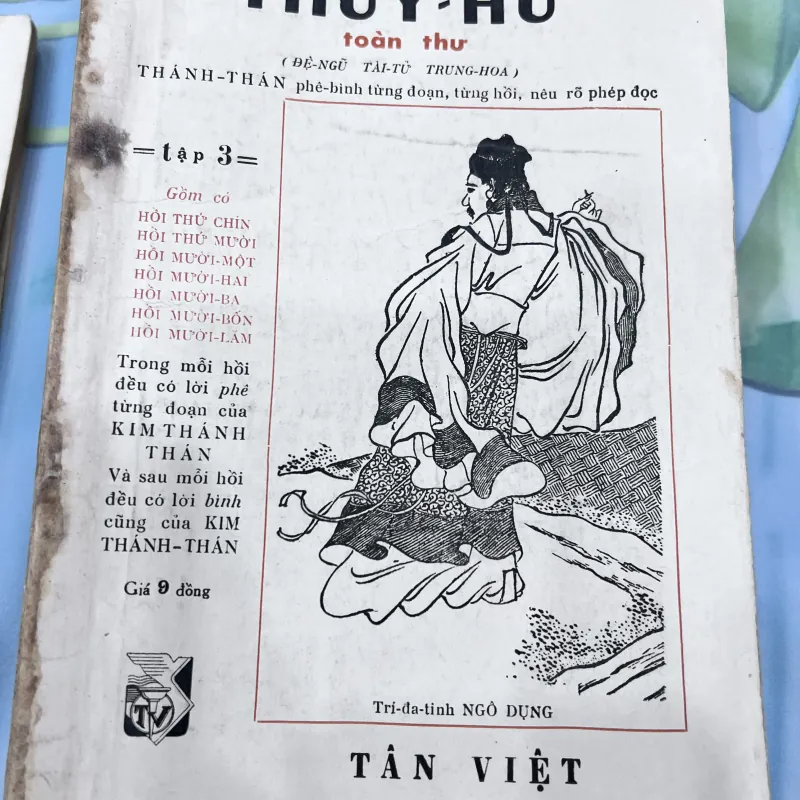 THỦY-HỬ
toàn thư
( ĐỆ-NGŨ TÀI-TỬ TRUNG-HOA )
THÁNH-THÁN phê-bình từng đoạn, từng hồi, nêu rõ phép đọc
= tập 3 =
Gồm có
HỒI THỨ CHÍN
HỒI THỨ MƯỜI
HỒI MƯỜI-MỘT
HỒI MƯỜI-HAI
HỒI MƯỜI-BA
HỒI MƯỜI-BỐN
HỒI MƯỜI-LĂM
Trong mỗi hồi
đều có lời phê
từng đoạn của
KIM THÁNH
THÁN
Và sau mỗi hồi
đều có lời bình
cũng của KIM
THÁNH-THÁN
Giá 9 đồng
TV
Trí-đa-tinh NGÔ DỤNG
TÂN VIỆT